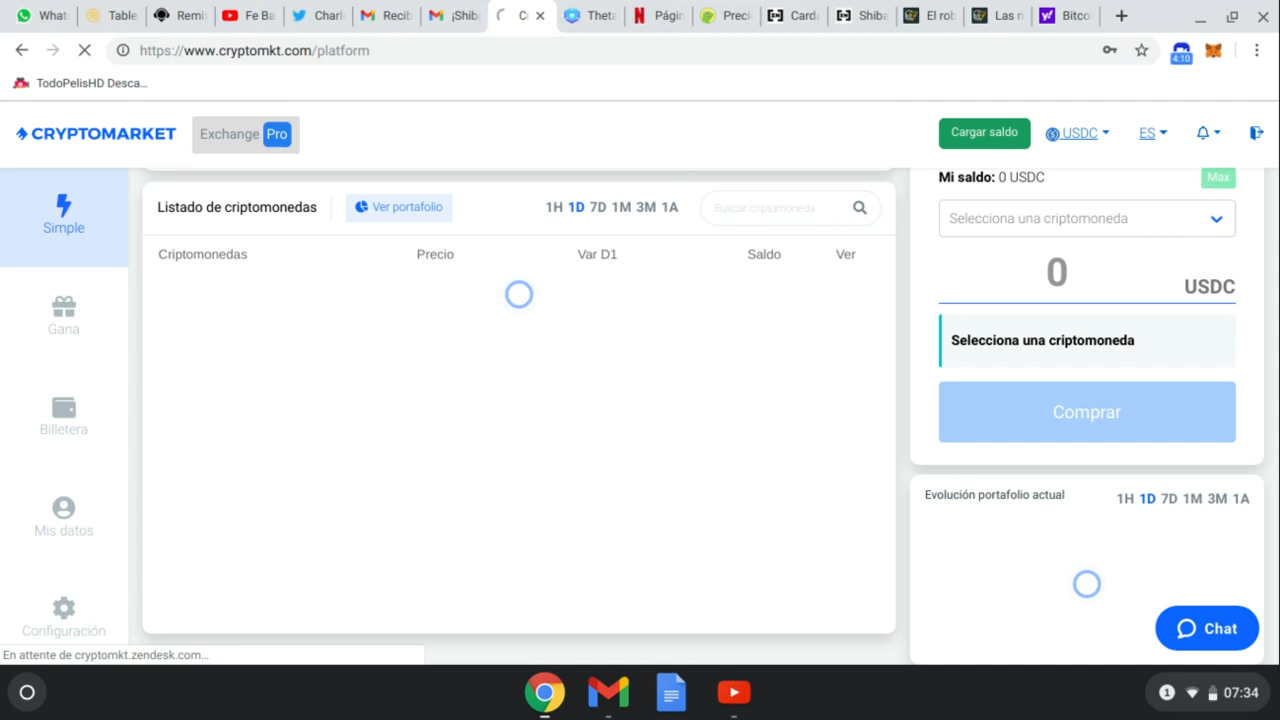 What
Table
Remi
Fe Ba
Charl
Recib
¡Shib
C
Theta
Págin
Preci
Card
Shiba
El rob
Las n
Bitco
https://www.cryptomkt.com/platform
4:10
TodoPelisHD Desca...
CRYPTOMARKET
Exchange Pro
Cargar saldo
USDC
ES
Simple
Gana
Billetera
Mis datos
Configuración
Listado de criptomonedas
Ver portafolio
1H 1D 7D 1M 3M 1A
Buscar criptomoneda
Criptomonedas Precio Var D1 Saldo Ver
Mi saldo: 0 USDC
Max
Selecciona una criptomoneda
0 USDC
Selecciona una criptomoneda
Comprar
Evolución portafolio actual
1H 1D 7D 1M 3M 1A
Chat
En attente de cryptomkt.zendesk.com...
1
07:34